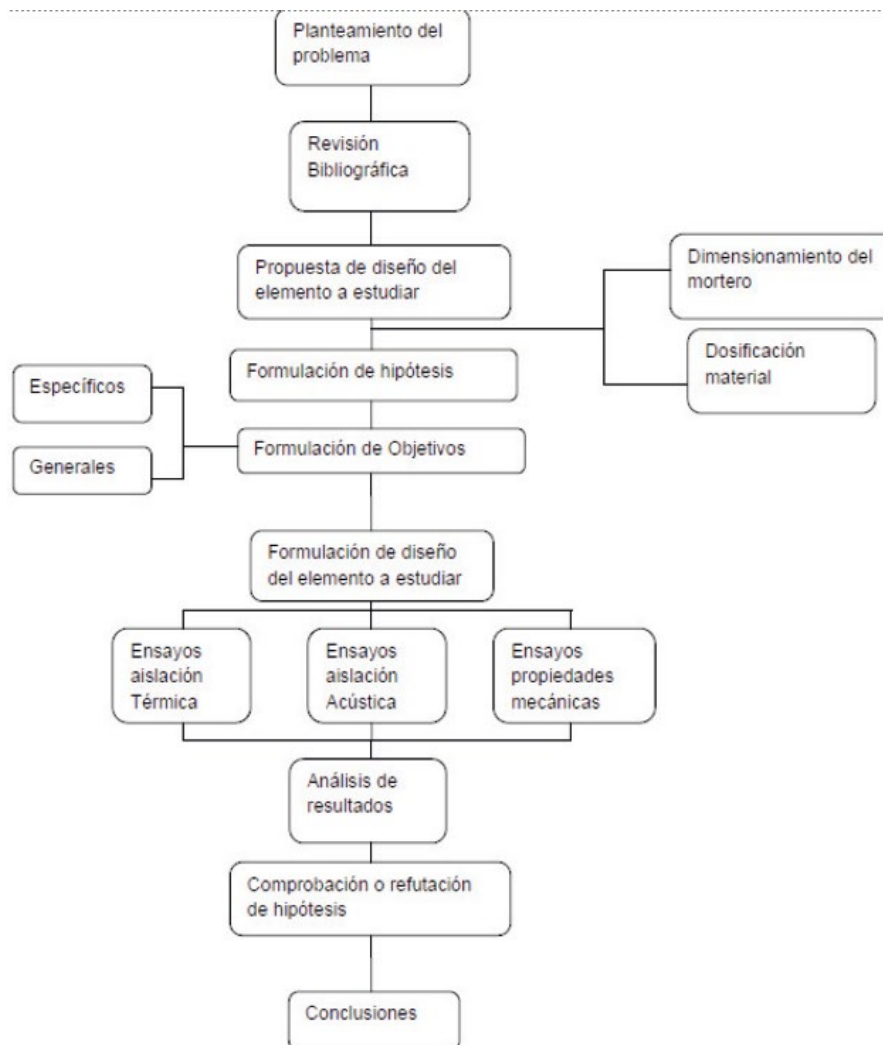 Planteamiento del
problema
Revisión
Bibliográfica
Propuesta de diseño del
elemento a estudiar
Dimensionamiento del
mortero
Dosificación
material
Formulación de hipótesis
Específicos
Generales
Formulación de Objetivos
Formulación de diseño
del elemento a estudiar
Ensayos
aislación
Térmica
Ensayos
aislación
Acústica
Ensayos
propiedades
mecánicas
Análisis de
resultados
Comprobación o refutación
de hipótesis
Conclusiones